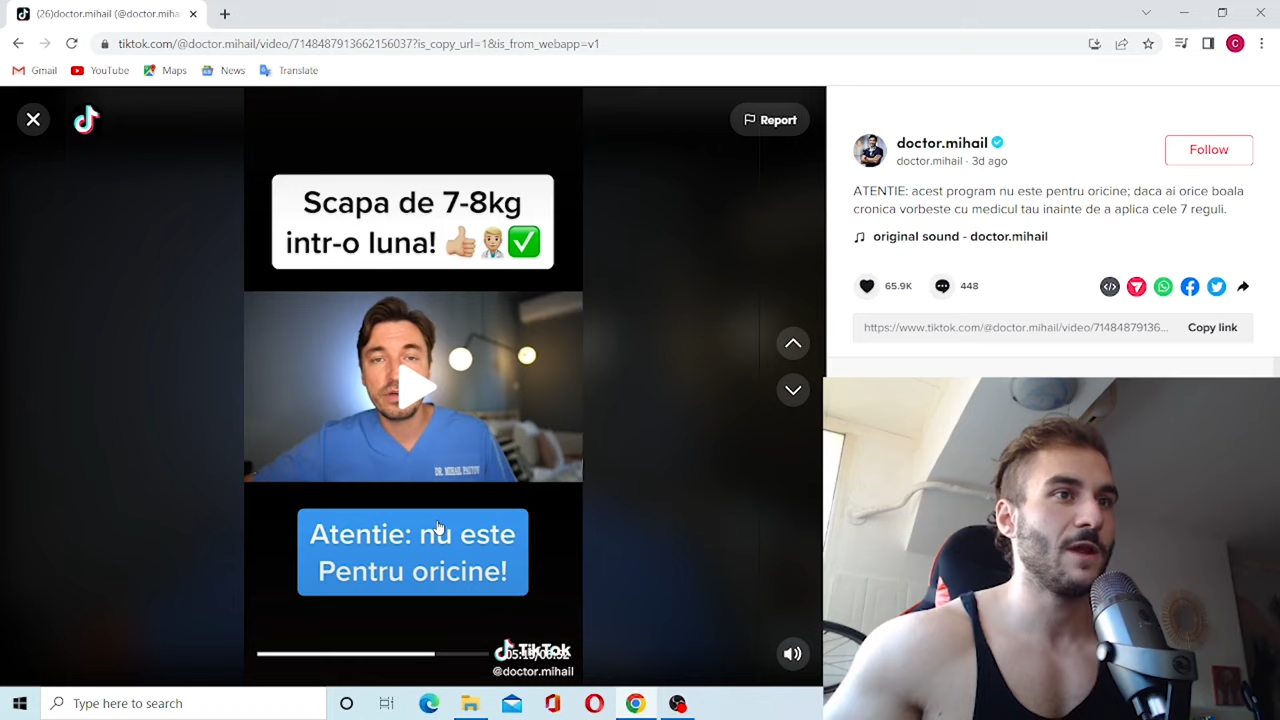 (26)doctor.mihail (@doctor.miha
tiktok.com/@doctor.mihail/video/7148487913662156037?is_copy_url=1&is_from_webapp=v1
Gmail
YouTube
Maps
News
Translate
Report
Scapa de 7-8kg
intr-o luna! 👍🏼👨🏼‍⚕️✅
DR. MIHAIL
Atentie: nu este
Pentru oricine!
TikTok
@doctor.mihail
doctor.mihail
doctor.mihail · 3d ago
Follow
ATENTIE: acest program nu este pentru oricine; daca ai orice boala
cronica vorbeste cu medicul tau inainte de a aplica cele 7 reguli.
original sound - doctor.mihail
65.9K
448
https://www.tiktok.com/@doctor.mihail/video/71484879136...
Copy link
C
Type here to search